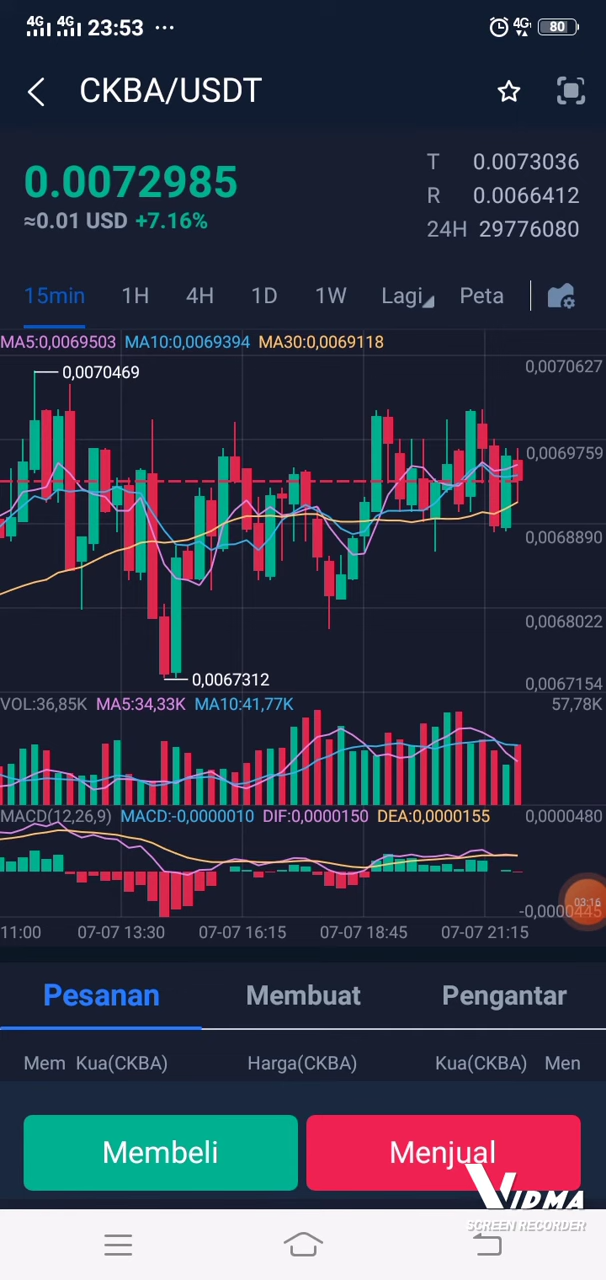 4G 4G 23:53 ... 4G 80
CKBA/USDT
0.0072985
≈0.01 USD +7.16%
T 0.0073036
R 0.0066412
24H 29776080
15min 1H 4H 1D 1W Lagi Peta
MA5:0,0069503 MA10:0,0069394 MA30:0,0069118
0,0070627
0,0070469
0,0069759
0,0068890
0,0068022
0,0067312
0,0067154
VOL:36,85K MA5:34,33K MA10:41,77K 57,78K
MACD(12,26,9) MACD:-0,0000010 DIF:0,0000150 DEA:0,0000155 0,0000480
-0,0000445
03:16
11:00 07-07 13:30 07-07 16:15 07-07 18:45 07-07 21:15
Pesanan Membuat Pengantar
Mem Kua(CKBA) Harga(CKBA) Kua(CKBA) Men
Membeli Menjual
VIDMA
SCREEN RECORDER